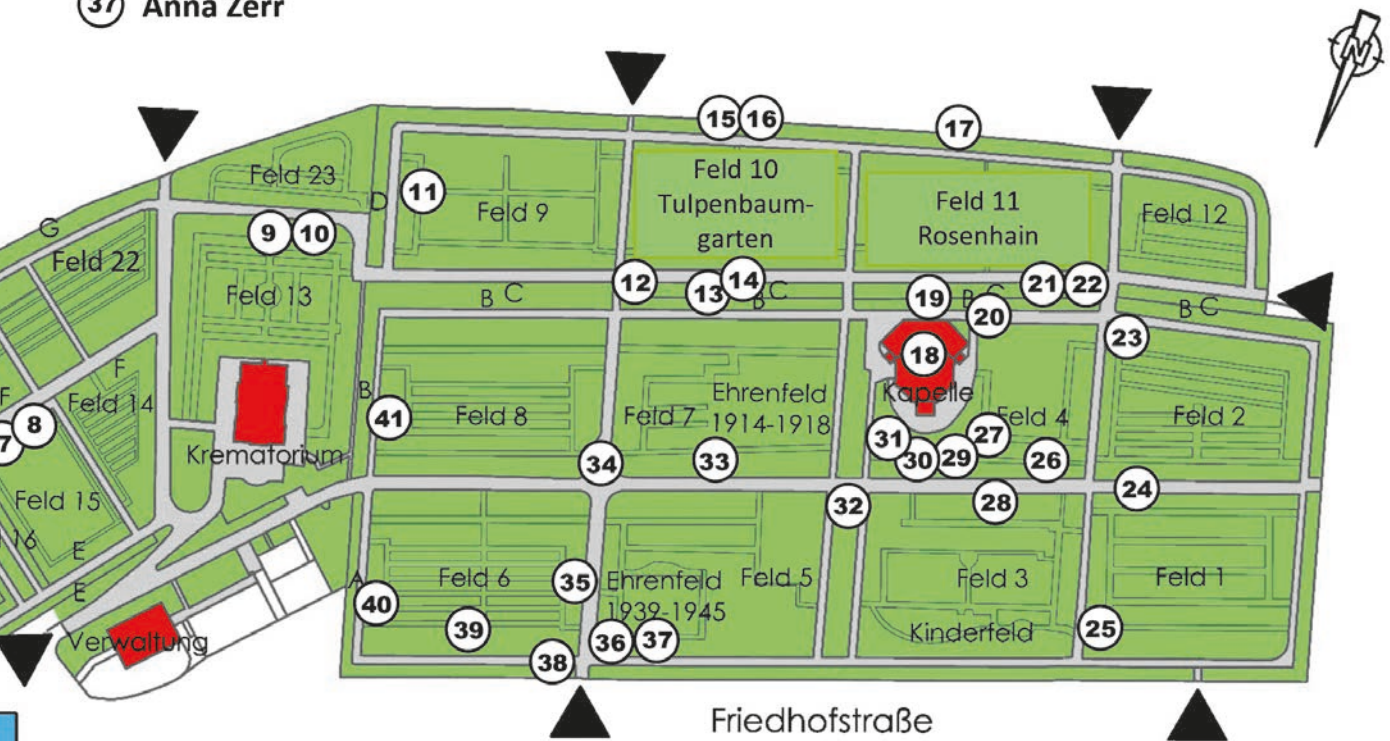 37 Anna Zerr
N
15 16
17
Feld 23
D
11
Feld 9
Feld 10
Tulpenbaum-
garten
Feld 11
Rosenhain
Feld 12
G
9 10
Feld 22
Feld 13
12
13
14
B C
B C
19
B C
20
21 22
B C
23
18
Kapelle
F
F
Feld 14
7 8
B
41
Feld 8
Feld 7
Ehrenfeld
1914-1918
Feld 4
Feld 2
Krematorium
34
33
31
30 29
27
26
24
Feld 15
16
E
E
32
28
A
40
Feld 6
35
39
38
Ehrenfeld
1939-1945
Feld 5
36 37
Feld 3
Kinderfeld
Feld 1
25
Verwaltung
Friedhofstraße